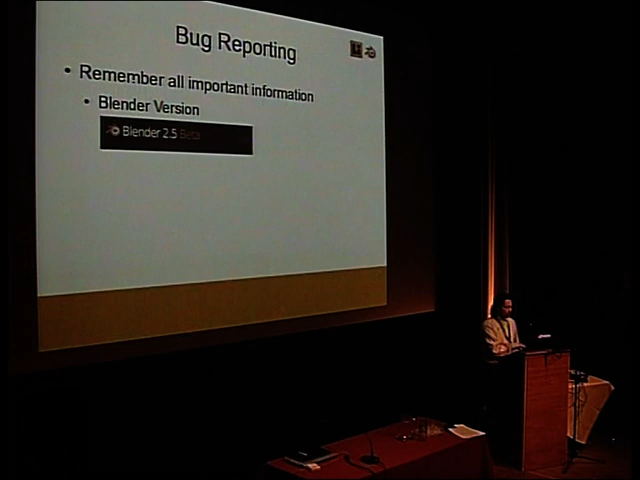 Bug Reporting
• Remember all important information
• Blender Version
Blender 2.5 Beta